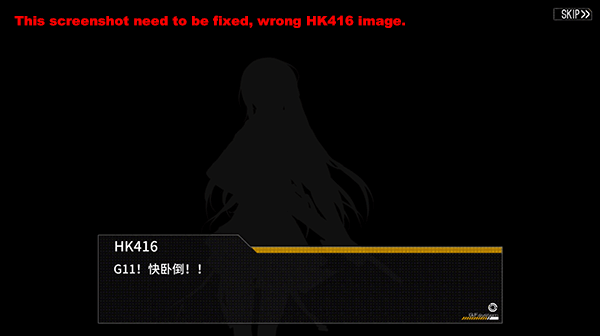 This screenshot need to be fixed, wrong HK416 image.
SKIP>>
HK416
G11！快卧倒！！